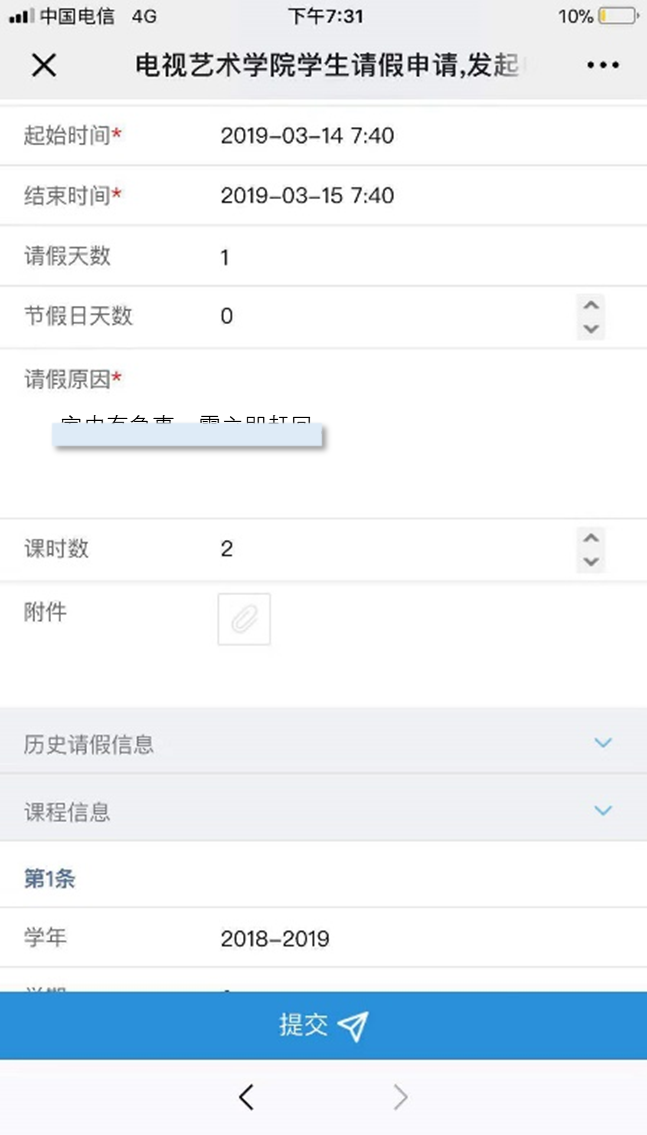 中国电信 4G 下午7:31 10%
电视艺术学院学生请假申请,发起
起始时间* 2019-03-14 7:40
结束时间* 2019-03-15 7:40
请假天数 1
节假日天数 0
请假原因*
课时数 2
附件
历史请假信息
课程信息
第1条
学年 2018-2019
提交